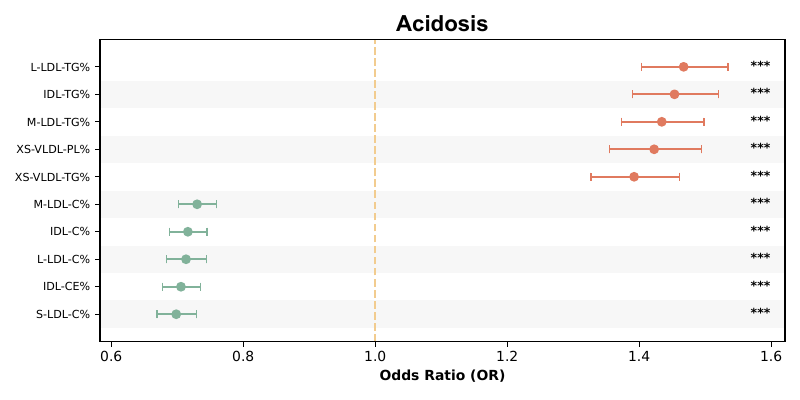 Acidosis
L-LDL-TG% ***
IDL-TG% ***
M-LDL-TG% ***
XS-VLDL-PL% ***
XS-VLDL-TG% ***
M-LDL-C% ***
IDL-C% ***
L-LDL-C% ***
IDL-CE% ***
S-LDL-C% ***
0.6 0.8 1.0 1.2 1.4 1.6
Odds Ratio (OR)